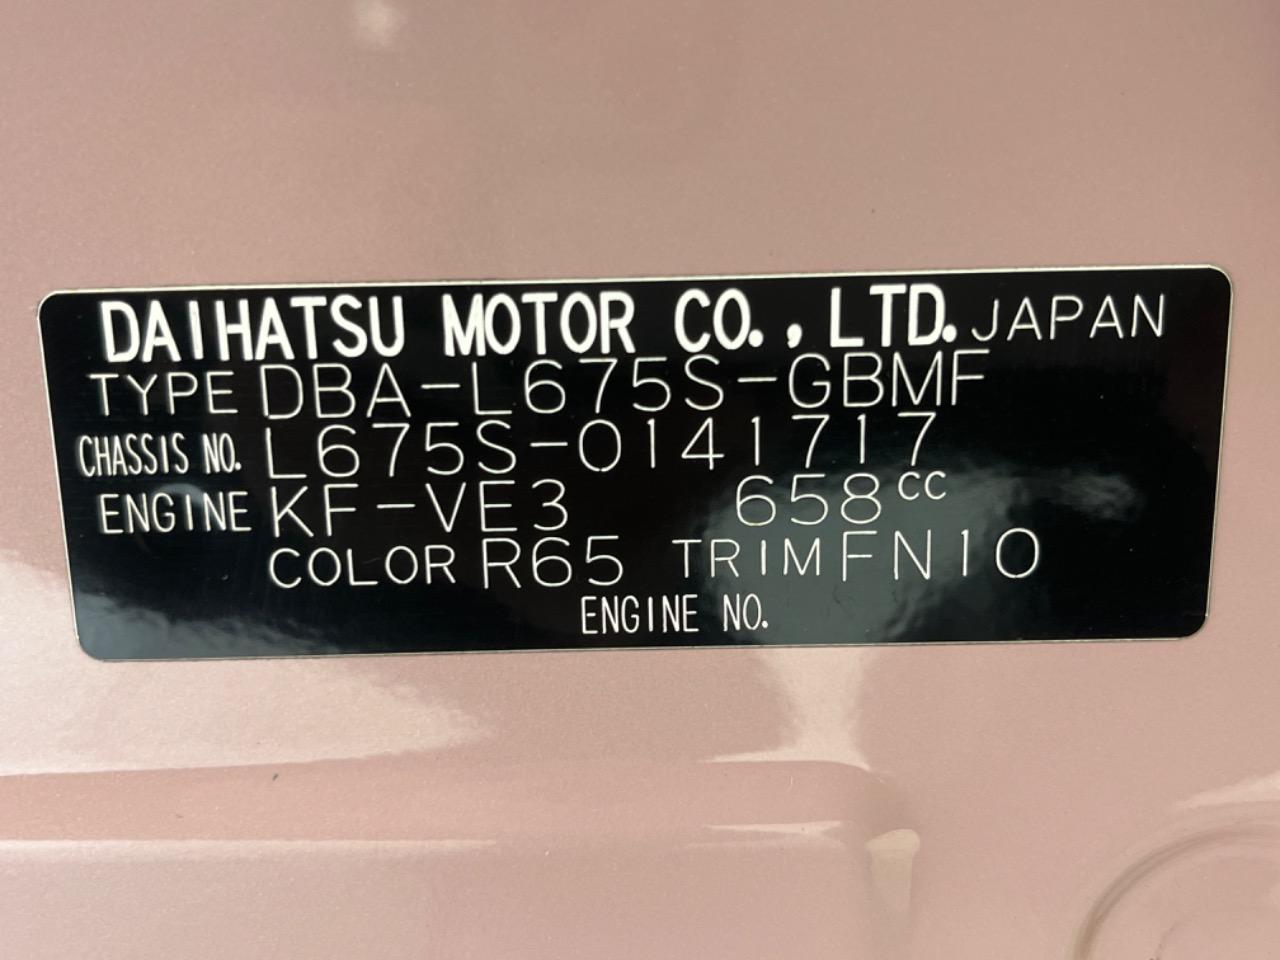 DAIHATSU MOTOR CO., LTD. JAPAN
TYPE DBA-L675S-GBMF
CHASSIS NO. L675S-0141717
ENGINE KF-VE3 658cc
COLOR R65 TRIM FN10
ENGINE NO.